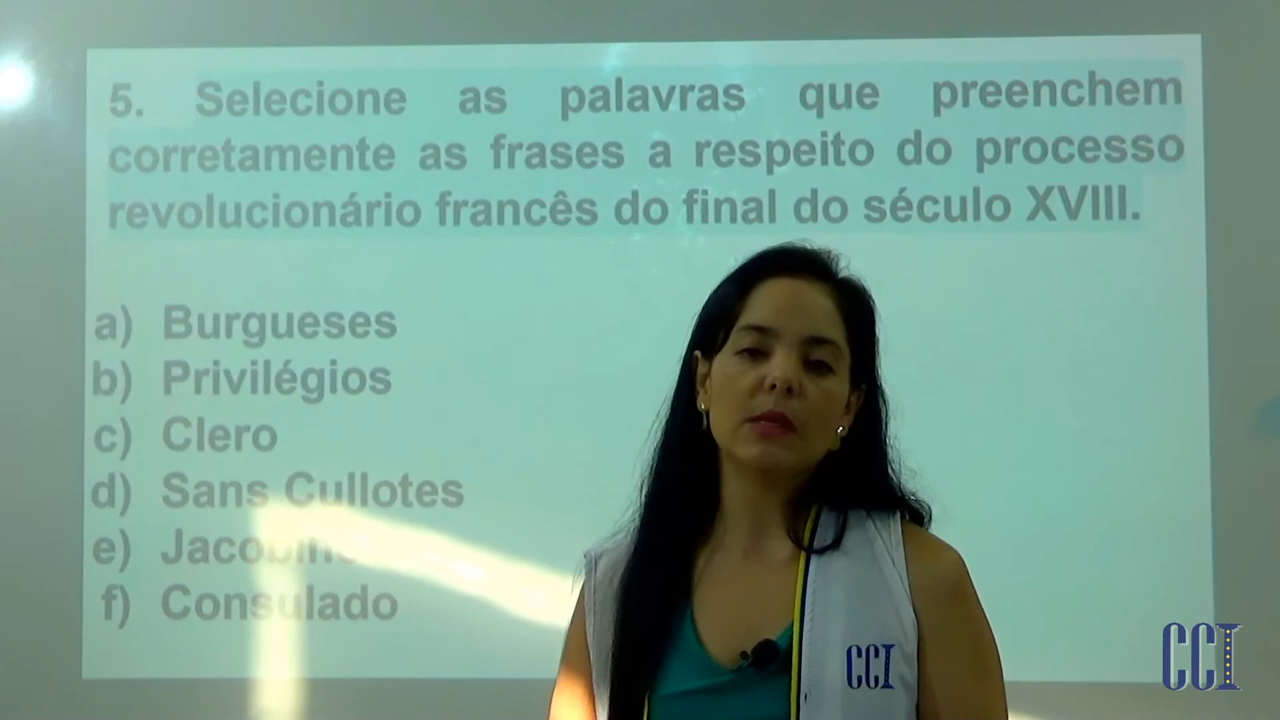 5. Selecione as palavras que preenchem
corretamente as frases a respeito do processo
revolucionário francês do final do século XVIII.
a) Burgueses
b) Privilégios
c) Clero
d) Sans Cullotes
e)
f) Consulado
CCI
CCI